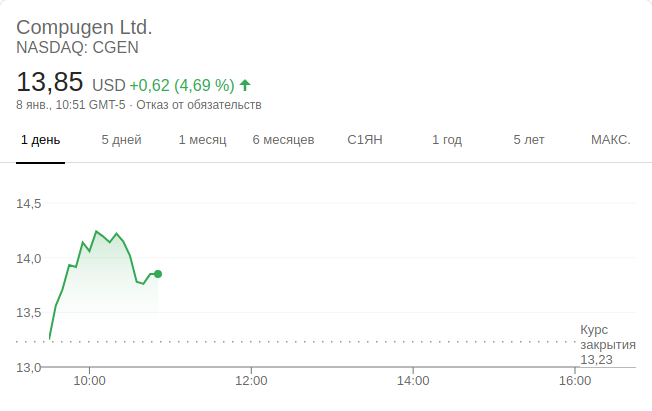 Compugen Ltd.
NASDAQ: CGEN
13,85 USD +0,62 (4,69 %)
8 янв., 10:51 GMT-5 · Отказ от обязательств
1 день 5 дней 1 месяц 6 месяцев С1ЯН 1 год 5 лет МАКС.
14,5
14,0
13,5
Курс
закрытия
13,23
13,0
10:00 12:00 14:00 16:00